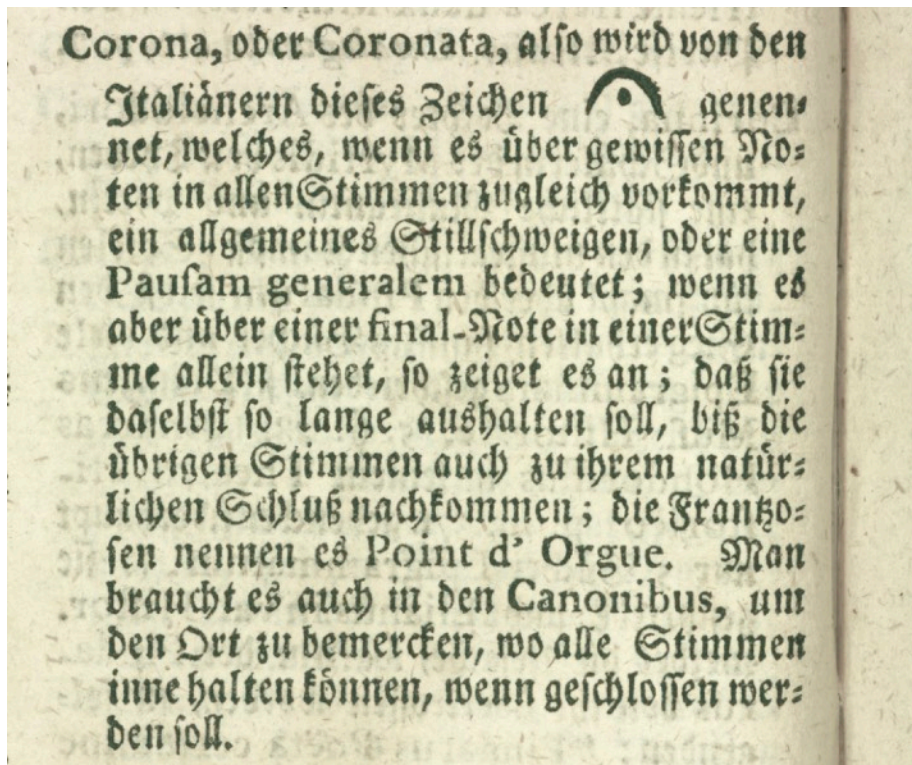 Corona, oder Coronata, also wird von den
Italiänern dieses Zeichen 𝄐 genen-
net, welches, wenn es über gewissen No-
ten in allen Stimmen zugleich vorkommt,
ein allgemeines Stillschweigen, oder eine
Pausam generalem bedeutet; wenn es
aber über einer final-Note in einer Stim-
me allein stehet, so zeiget es an; daß sie
daselbst so lange aushalten soll, biß die
übrigen Stimmen auch zu ihrem natür-
lichen Schluß nachkommen; die Frantzo-
sen nennen es Point d’ Orgue. Man
braucht es auch in den Canonibus, um
den Ort zu bemercken, wo alle Stimmen
inne halten können, wenn geschlossen wer-
den soll.